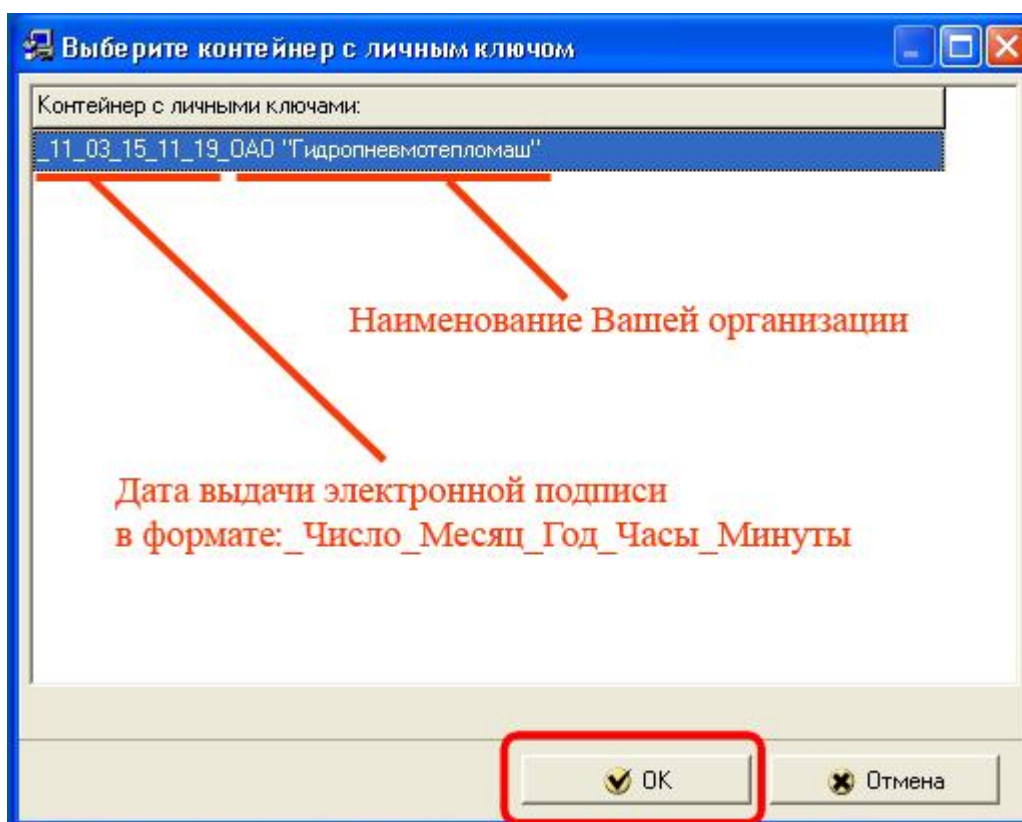 Выберите контейнер с личным ключом
Контейнер с личными ключами:
_11_03_15_11_19_ОАО "Гидропневмотепломаш"
Наименование Вашей организации
Дата выдачи электронной подписи
в формате:_Число_Месяц_Год_Часы_Минуты
OK
Отмена